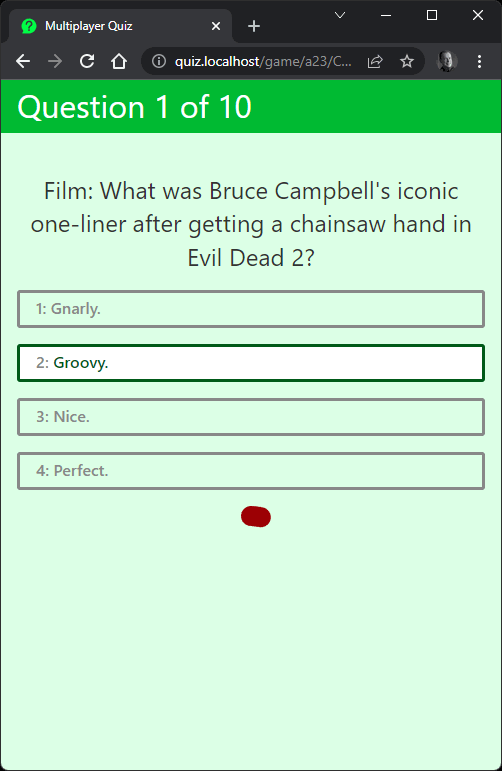 Multiplayer Quiz
quiz.localhost/game/a23/C...
Question 1 of 10
Film: What was Bruce Campbell's iconic
one-liner after getting a chainsaw hand in
Evil Dead 2?
1: Gnarly.
2: Groovy.
3: Nice.
4: Perfect.